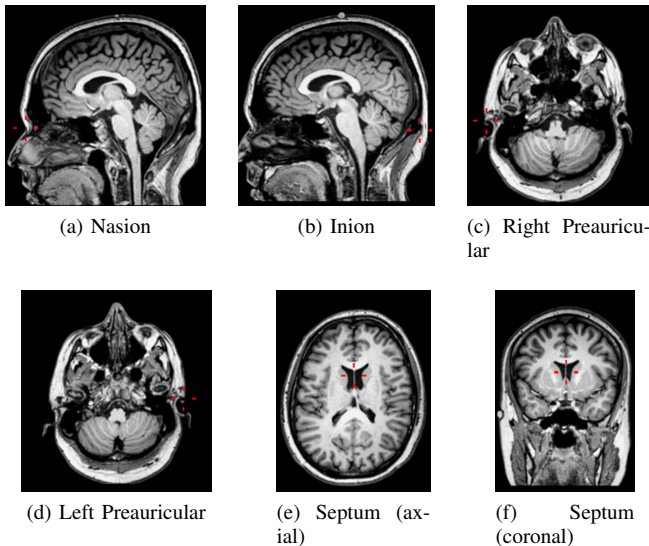 (a) Nasion
(b) Inion
(c) Right Preauricu-
lar
(d) Left Preauricular
(e) Septum (ax-
ial)
(f) Septum
(coronal)